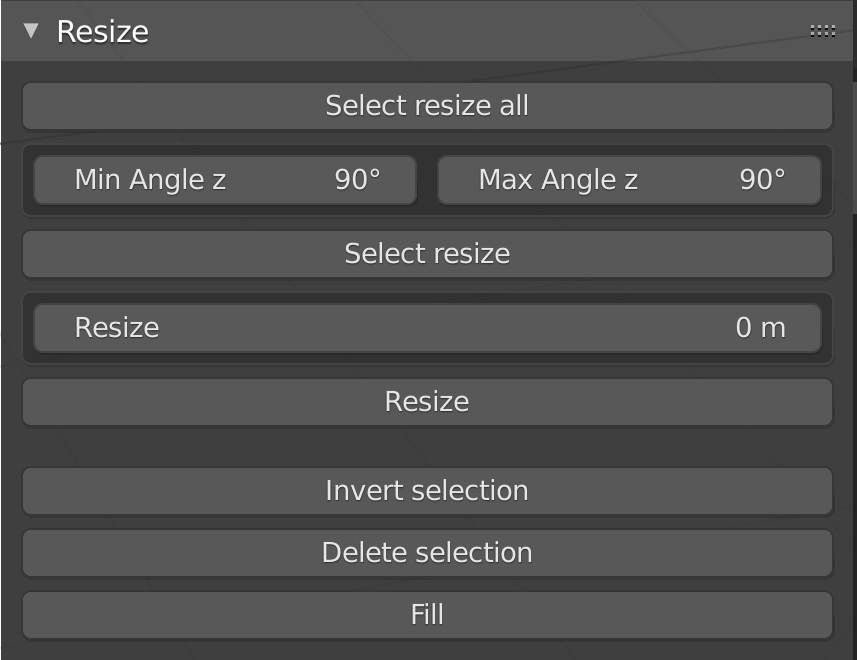 Resize
Select resize all
Min Angle z 90° Max Angle z 90°
Select resize
Resize 0 m
Resize
Invert selection
Delete selection
Fill